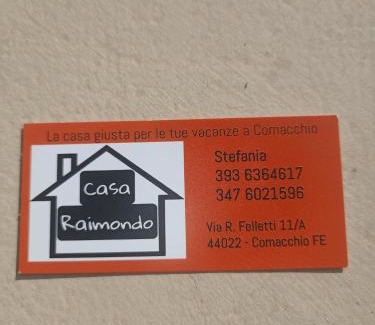 La casa giusta per le tue vacanze a Comacchio
Casa
Raimondo
Stefania
393 6364617
347 6021596
Via R. Felletti 11/A
44022 - Comacchio FE